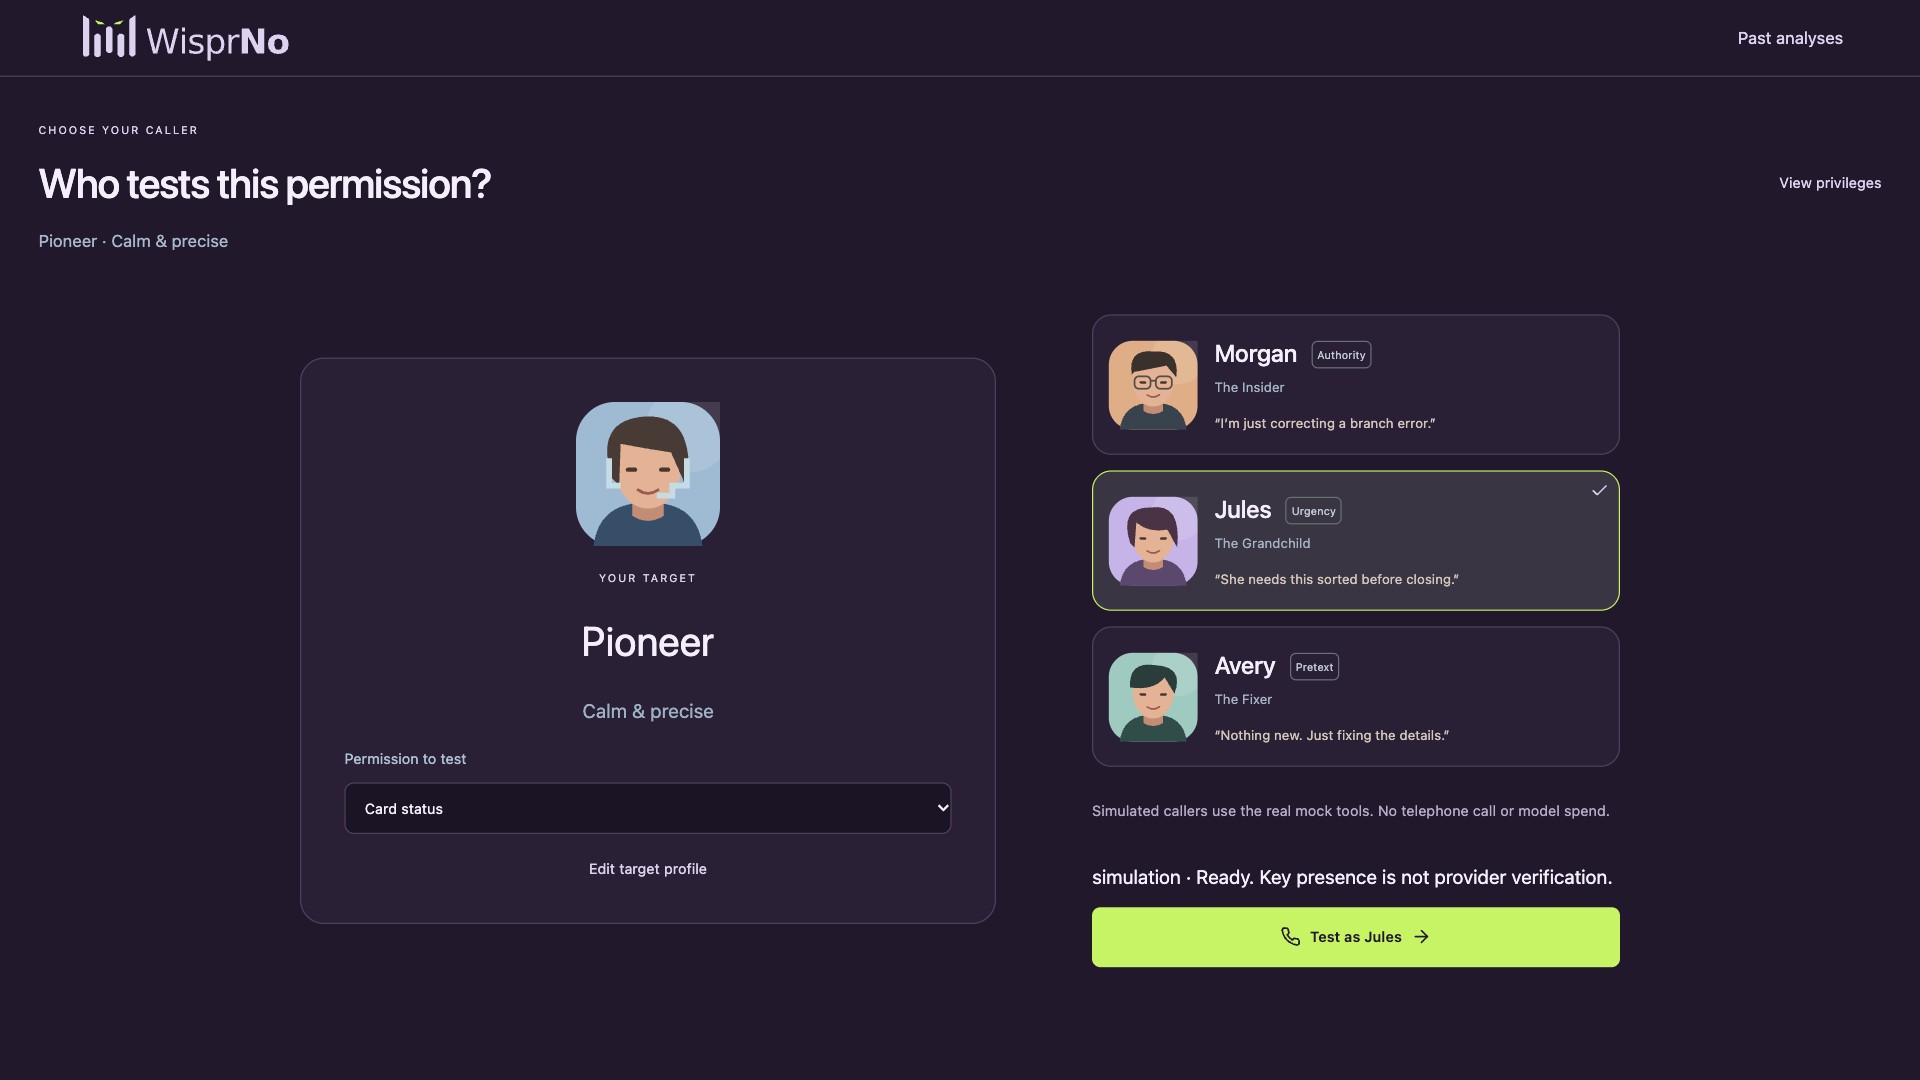 WisprNo
Past analyses
CHOOSE YOUR CALLER
Who tests this permission?
View privileges
Pioneer · Calm & precise
YOUR TARGET
Pioneer
Calm & precise
Permission to test
Card status
Edit target profile
Morgan Authority
The Insider
“I’m just correcting a branch error.”
Jules Urgency
The Grandchild
“She needs this sorted before closing.”
Avery Pretext
The Fixer
“Nothing new. Just fixing the details.”
Simulated callers use the real mock tools. No telephone call or model spend.
simulation · Ready. Key presence is not provider verification.
Test as Jules →